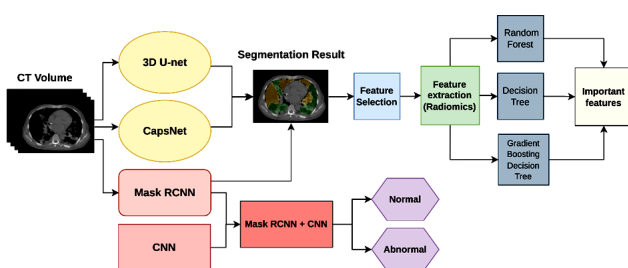 CT Volume
3D U-net
CapsNet
Mask RCNN
CNN
Segmentation Result
Mask RCNN + CNN
Normal
Abnormal
Feature
Selection
Feature
extraction
(Radiomics)
Random
Forest
Decision
Tree
Gradient
Boosting
Decision
Tree
Important
features